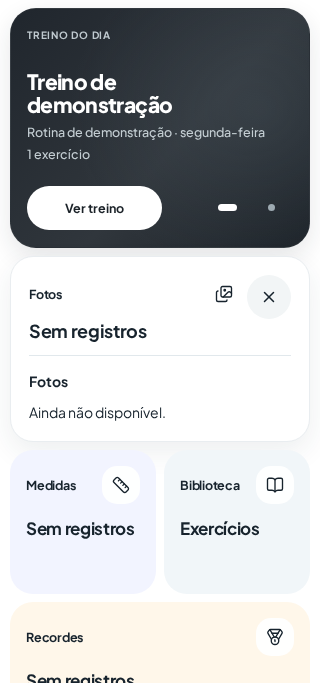 TREINO DO DIA
Treino de
demonstração
Rotina de demonstração · segunda-feira
1 exercício
Ver treino
Fotos
Sem registros
Fotos
Ainda não disponível.
Medidas
Sem registros
Biblioteca
Exercícios
Recordes
Sem registros